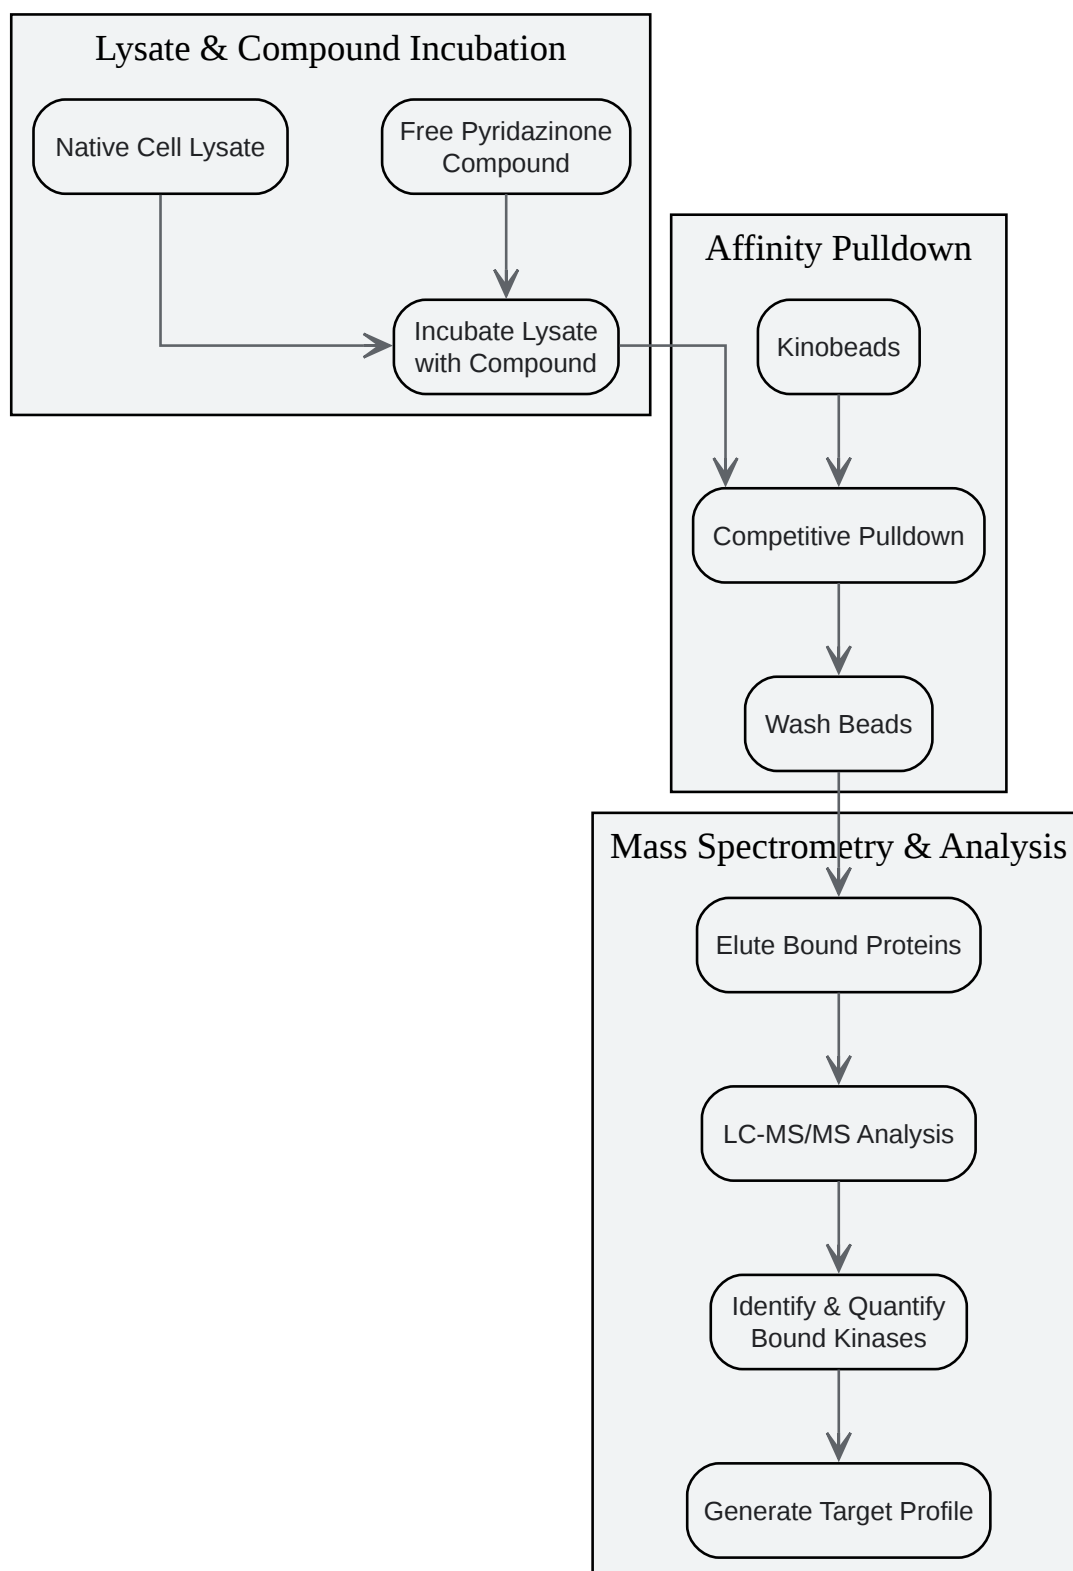 Lysate & Compound Incubation
Native Cell Lysate
Free Pyridazinone
Compound
Incubate Lysate
with Compound
Affinity Pulldown
Kinobeads
Competitive Pulldown
Wash Beads
Mass Spectrometry & Analysis
Elute Bound Proteins
LC-MS/MS Analysis
Identify & Quantify
Bound Kinases
Generate Target Profile